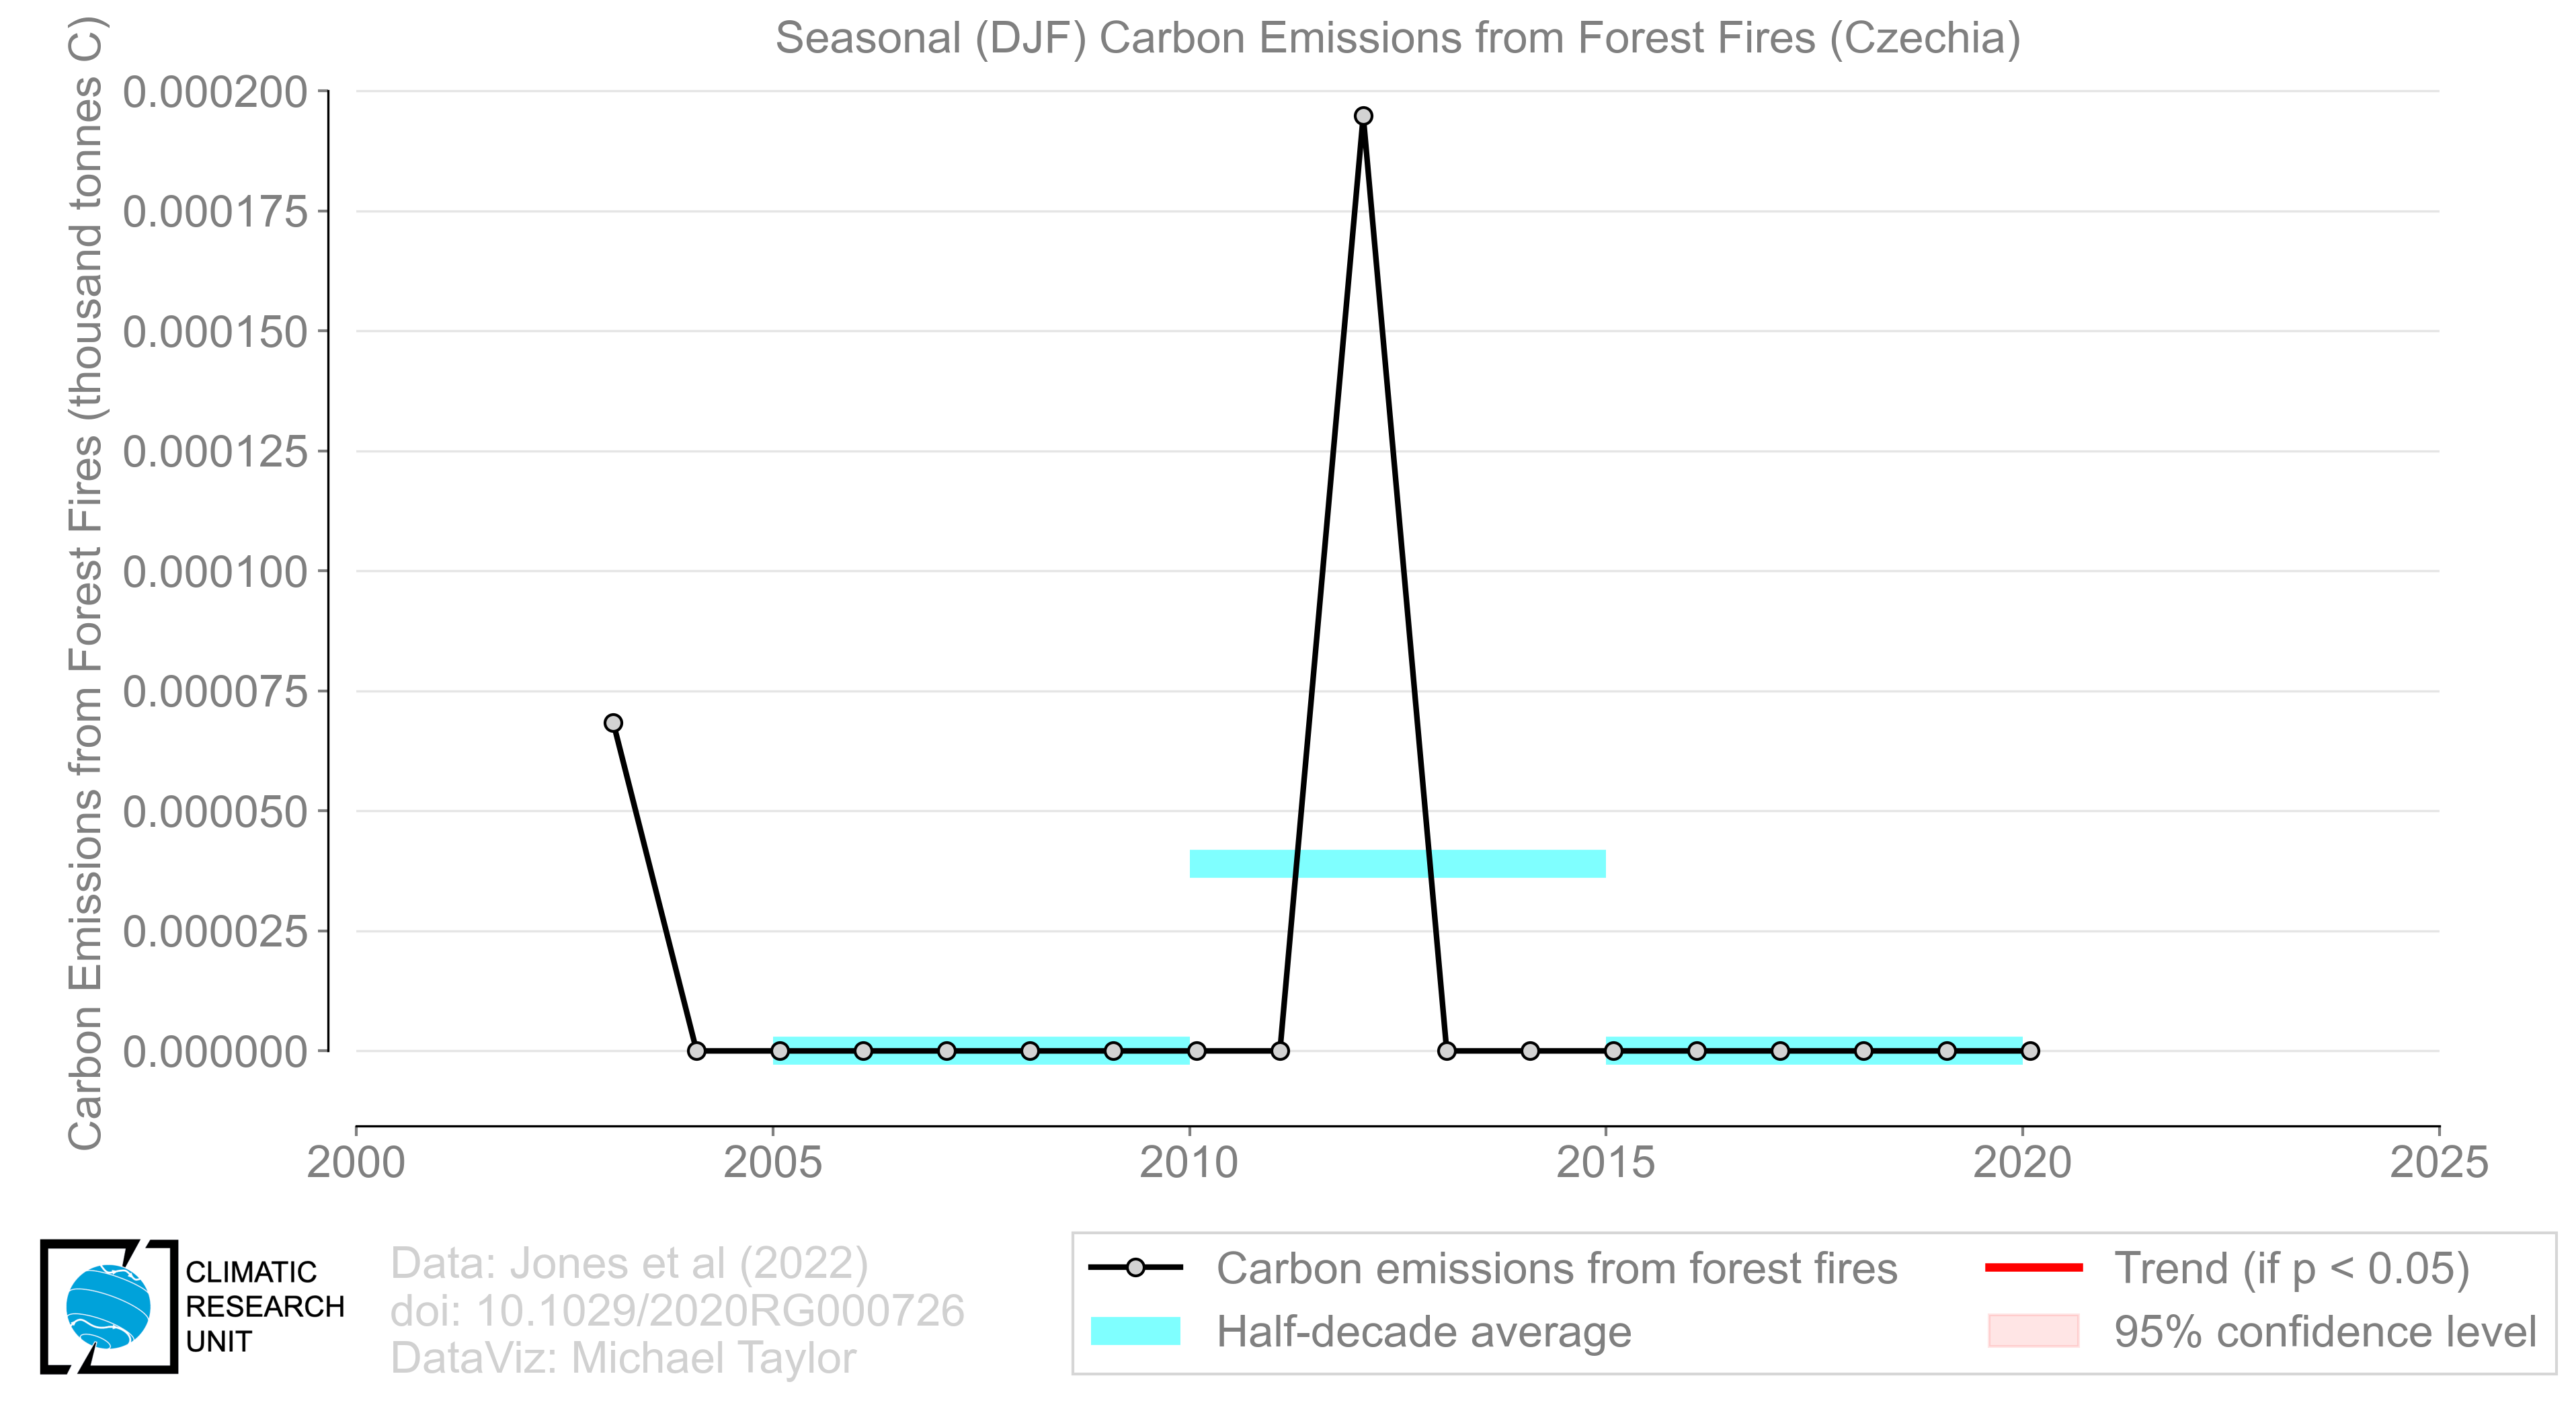 Seasonal (DJF) Carbon Emissions from Forest Fires (Czechia)
Carbon Emissions from Forest Fires (thousand tonnes C)
0.000200
0.000175
0.000150
0.000125
0.000100
0.000075
0.000050
0.000025
0.000000
2000 2005 2010 2015 2020 2025
CLIMATIC
RESEARCH
UNIT
Data: Jones et al (2022)
doi: 10.1029/2020RG000726
DataViz: Michael Taylor
Carbon emissions from forest fires
Half-decade average
Trend (if p < 0.05)
95% confidence level